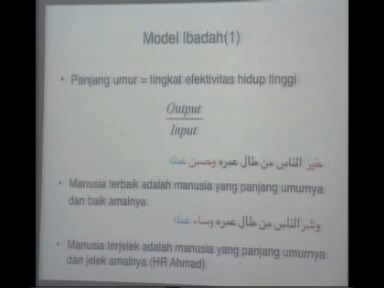 Model Ibadah(1)
• Panjang umur = tingkat efektivitas hidup tinggi
Output
Input
خير الناس من طال عمره وحسن عمله
• Manusia terbaik adalah manusia yang panjang umurnya
dan baik amalnya.
وشر الناس من طال عمره وساء عمله
• Manusia terjelek adalah manusia yang panjang umurnya
dan jelek amalnya (HR Ahmad)